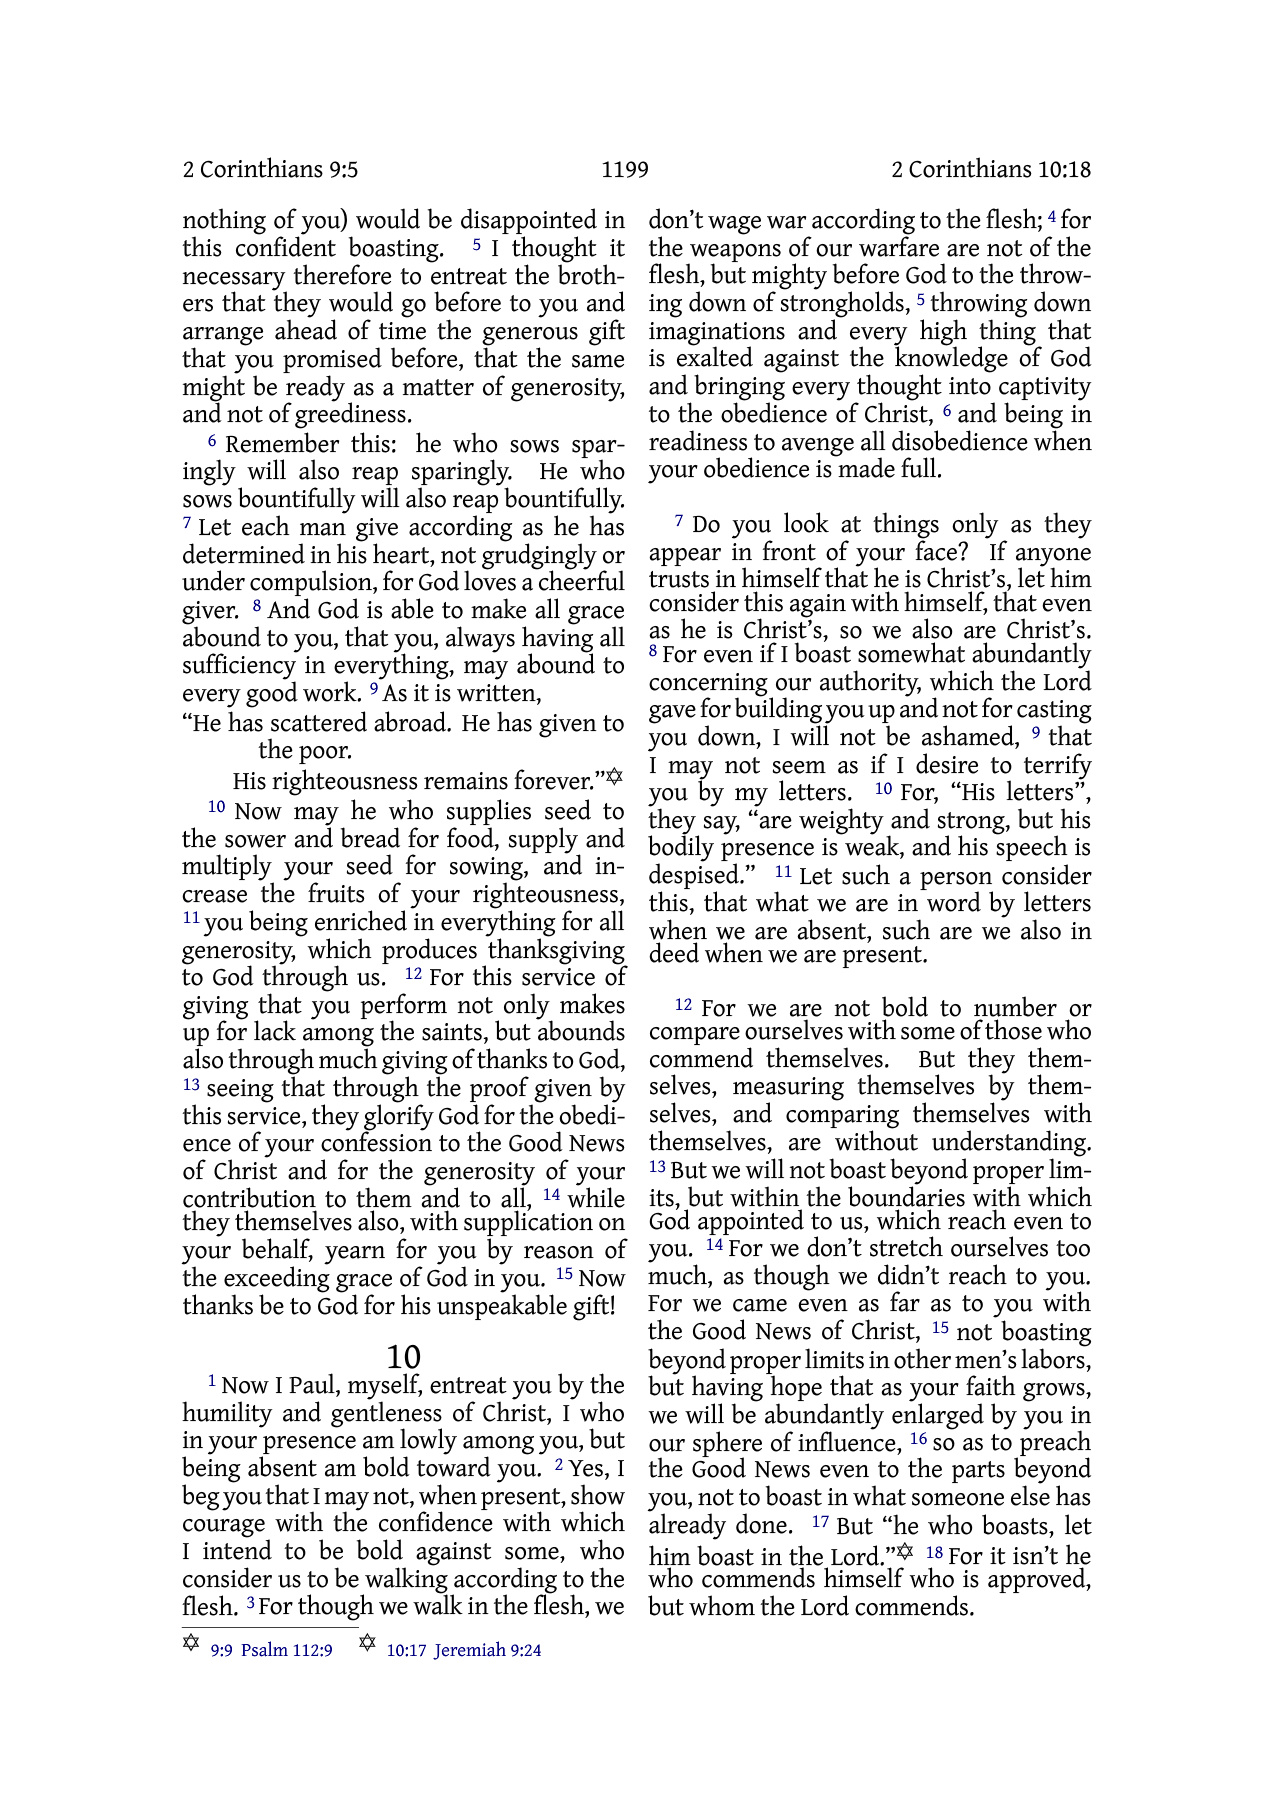 2 Corinthians 9:5 1199 2 Corinthians 10:18
nothing of you) would be disappointed in
this confident boasting. 5 I thought it
necessary therefore to entreat the broth-
ers that they would go before to you and
arrange ahead of time the generous gift
that you promised before, that the same
might be ready as a matter of generosity,
and not of greediness.
6 Remember this: he who sows spar-
ingly will also reap sparingly. He who
sows bountifully will also reap bountifully.
7 Let each man give according as he has
determined in his heart, not grudgingly or
under compulsion, for God loves a cheerful
giver. 8 And God is able to make all grace
abound to you, that you, always having all
sufficiency in everything, may abound to
every good work. 9 As it is written,
“He has scattered abroad. He has given to
the poor.
His righteousness remains forever.”✡
10 Now may he who supplies seed to
the sower and bread for food, supply and
multiply your seed for sowing, and in-
crease the fruits of your righteousness,
11 you being enriched in everything for all
generosity, which produces thanksgiving
to God through us. 12 For this service of
giving that you perform not only makes
up for lack among the saints, but abounds
also through much giving of thanks to God,
13 seeing that through the proof given by
this service, they glorify God for the obedi-
ence of your confession to the Good News
of Christ and for the generosity of your
contribution to them and to all, 14 while
they themselves also, with supplication on
your behalf, yearn for you by reason of
the exceeding grace of God in you. 15 Now
thanks be to God for his unspeakable gift!
10
1 Now I Paul, myself, entreat you by the
humility and gentleness of Christ, I who
in your presence am lowly among you, but
being absent am bold toward you. 2 Yes, I
beg you that I may not, when present, show
courage with the confidence with which
I intend to be bold against some, who
consider us to be walking according to the
flesh. 3 For though we walk in the flesh, we
don’t wage war according to the flesh; 4 for
the weapons of our warfare are not of the
flesh, but mighty before God to the throw-
ing down of strongholds, 5 throwing down
imaginations and every high thing that
is exalted against the knowledge of God
and bringing every thought into captivity
to the obedience of Christ, 6 and being in
readiness to avenge all disobedience when
your obedience is made full.
7 Do you look at things only as they
appear in front of your face? If anyone
trusts in himself that he is Christ’s, let him
consider this again with himself, that even
as he is Christ’s, so we also are Christ’s.
8 For even if I boast somewhat abundantly
concerning our authority, which the Lord
gave for building you up and not for casting
you down, I will not be ashamed, 9 that
I may not seem as if I desire to terrify
you by my letters. 10 For, “His letters”,
they say, “are weighty and strong, but his
bodily presence is weak, and his speech is
despised.” 11 Let such a person consider
this, that what we are in word by letters
when we are absent, such are we also in
deed when we are present.
12 For we are not bold to number or
compare ourselves with some of those who
commend themselves. But they them-
selves, measuring themselves by them-
selves, and comparing themselves with
themselves, are without understanding.
13 But we will not boast beyond proper lim-
its, but within the boundaries with which
God appointed to us, which reach even to
you. 14 For we don’t stretch ourselves too
much, as though we didn’t reach to you.
For we came even as far as to you with
the Good News of Christ, 15 not boasting
beyond proper limits in other men’s labors,
but having hope that as your faith grows,
we will be abundantly enlarged by you in
our sphere of influence, 16 so as to preach
the Good News even to the parts beyond
you, not to boast in what someone else has
already done. 17 But “he who boasts, let
him boast in the Lord.”✡ 18 For it isn’t he
who commends himself who is approved,
but whom the Lord commends.
✡ 9:9 Psalm 112:9 ✡ 10:17 Jeremiah 9:24